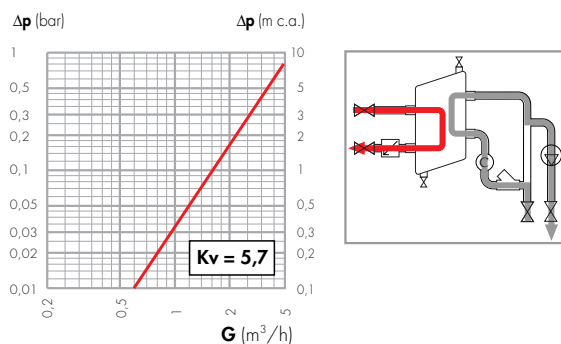 Δp (bar) Δp (m c.a.)
1 10
0,5 5
0,3 3
0,2 2
0,1 1
0,05 0,5
0,03 0,3
0,02 0,2
0,01 0,1
Kv = 5,7
0,2 0,5 1 2 5
G (m³/h)
C